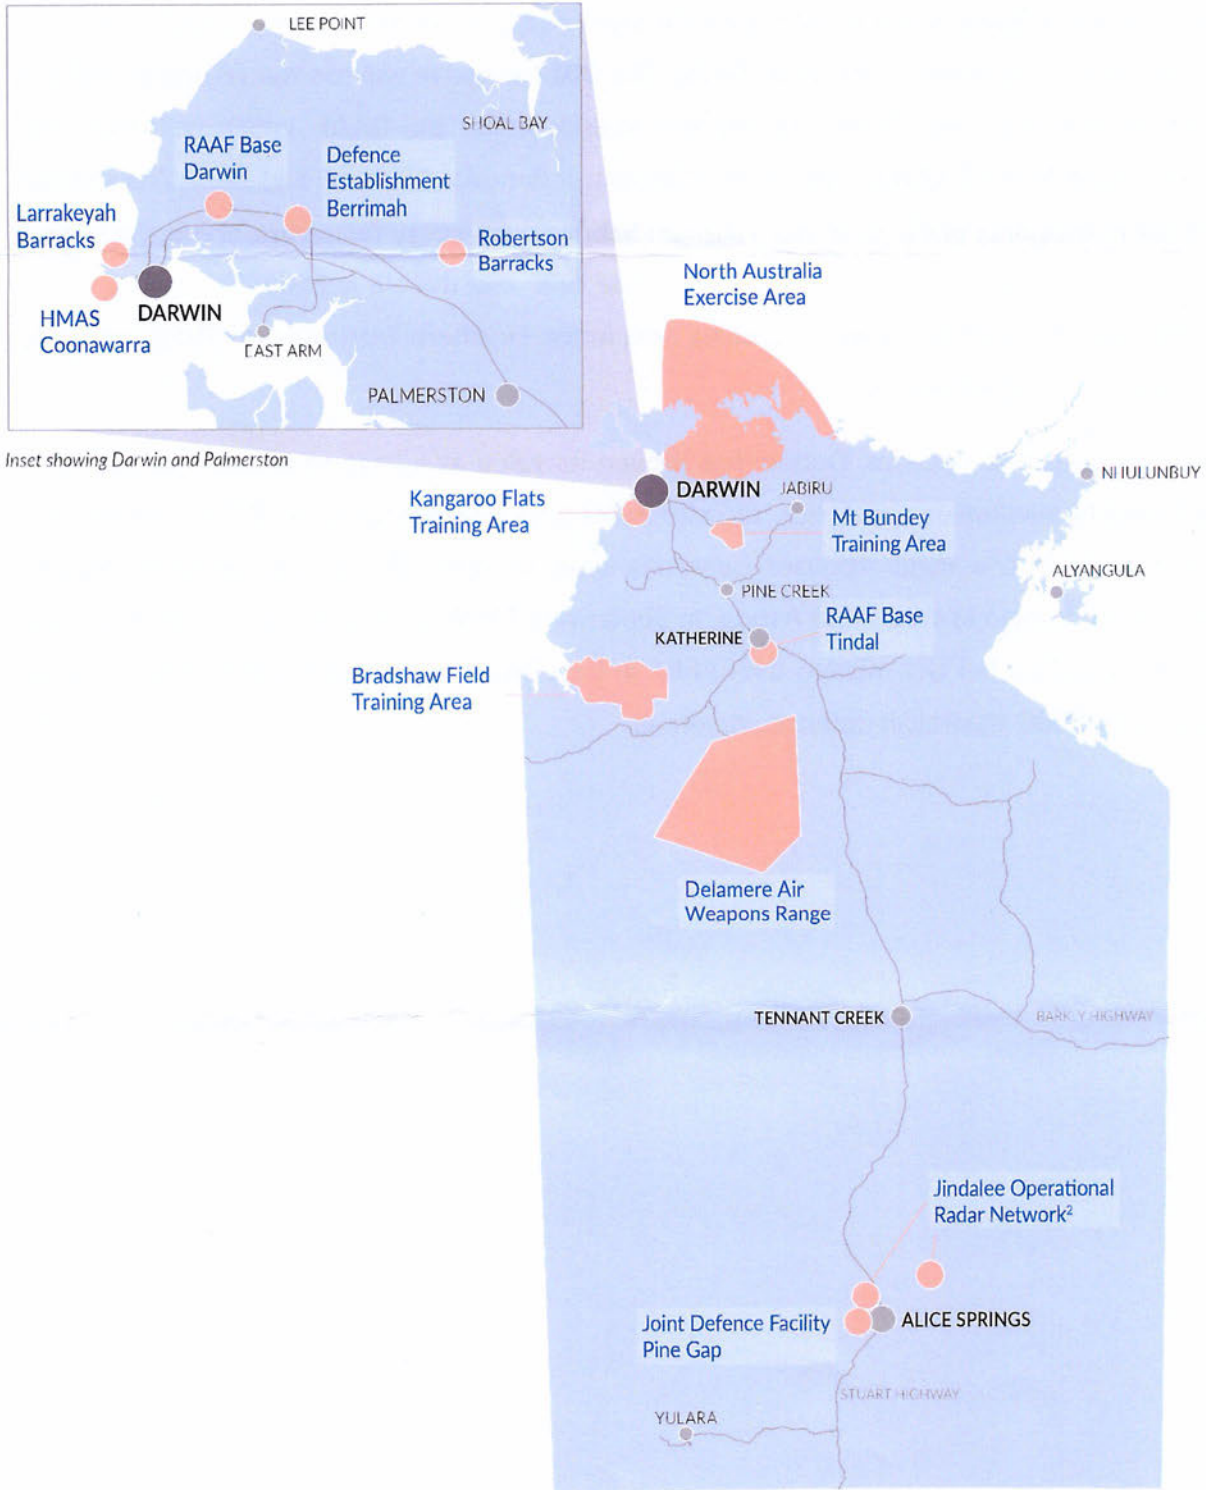 LEE POINT
SHOAL BAY
RAAF Base
Darwin
Defence
Establishment
Berrimah
Larrakeyah
Barracks
Robertson
Barracks
HMAS
Coonawarra
DARWIN
EAST ARM
PALMERSTON
Inset showing Darwin and Palmerston
North Australia
Exercise Area
DARWIN
JABIRU
NHULUNBUY
Kangaroo Flats
Training Area
Mt Bundey
Training Area
ALYANGULA
PINE CREEK
RAAF Base
Tindal
KATHERINE
Bradshaw Field
Training Area
Delamere Air
Weapons Range
TENNANT CREEK
BARKLY HIGHWAY
Jindalee Operational
Radar Network²
Joint Defence Facility
Pine Gap
ALICE SPRINGS
STUART HIGHWAY
YULARA